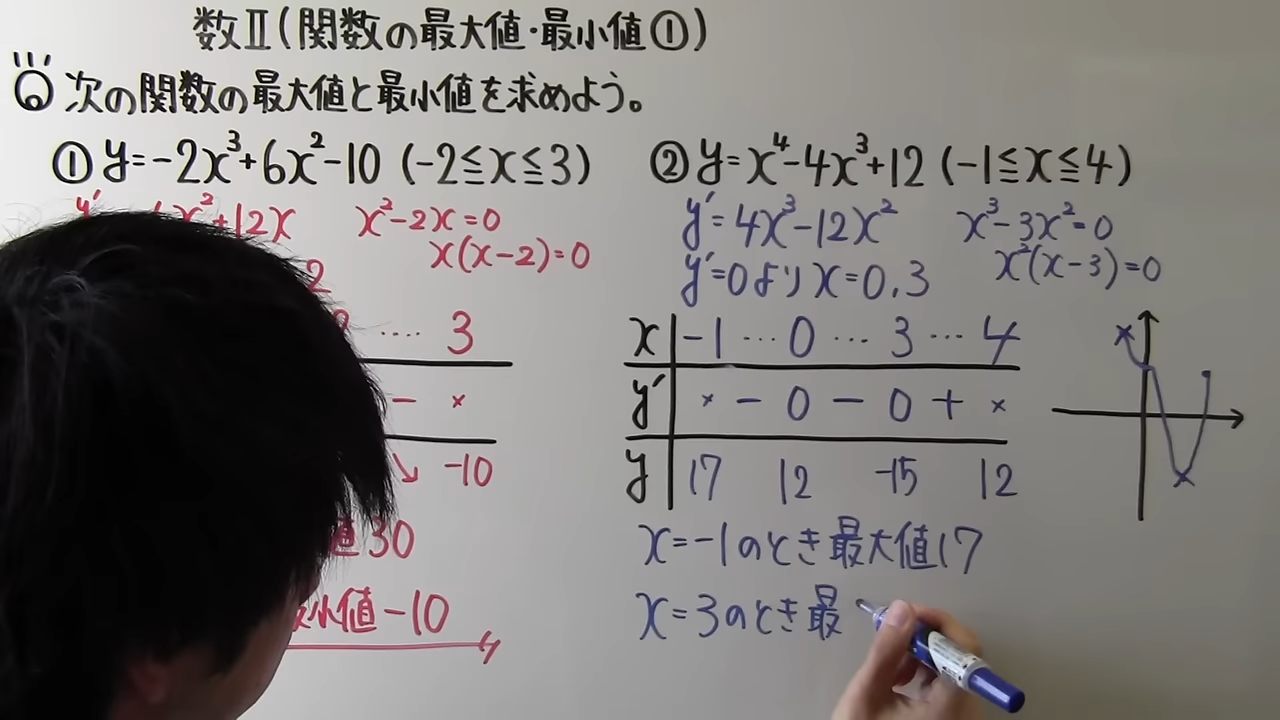 数Ⅱ(関数の最大値・最小値①)
次の関数の最大値と最小値を求めよう。
① y=-2x³+6x²-10 (-2≦x≦3)
x²+12x x²-2x=0
x(x-2)=0
2
‥‥ 3
- ×
↘ -10
30
小値-10
② y=x⁴-4x³+12 (-1≦x≦4)
y'=4x³-12x² x³-3x²=0
y'=0より x=0,3 x²(x-3)=0
x -1 … 0 … 3 … 4
y' × - 0 - 0 + ×
y 17 12 -15 12
x=-1のとき最大値17
x=3のとき最